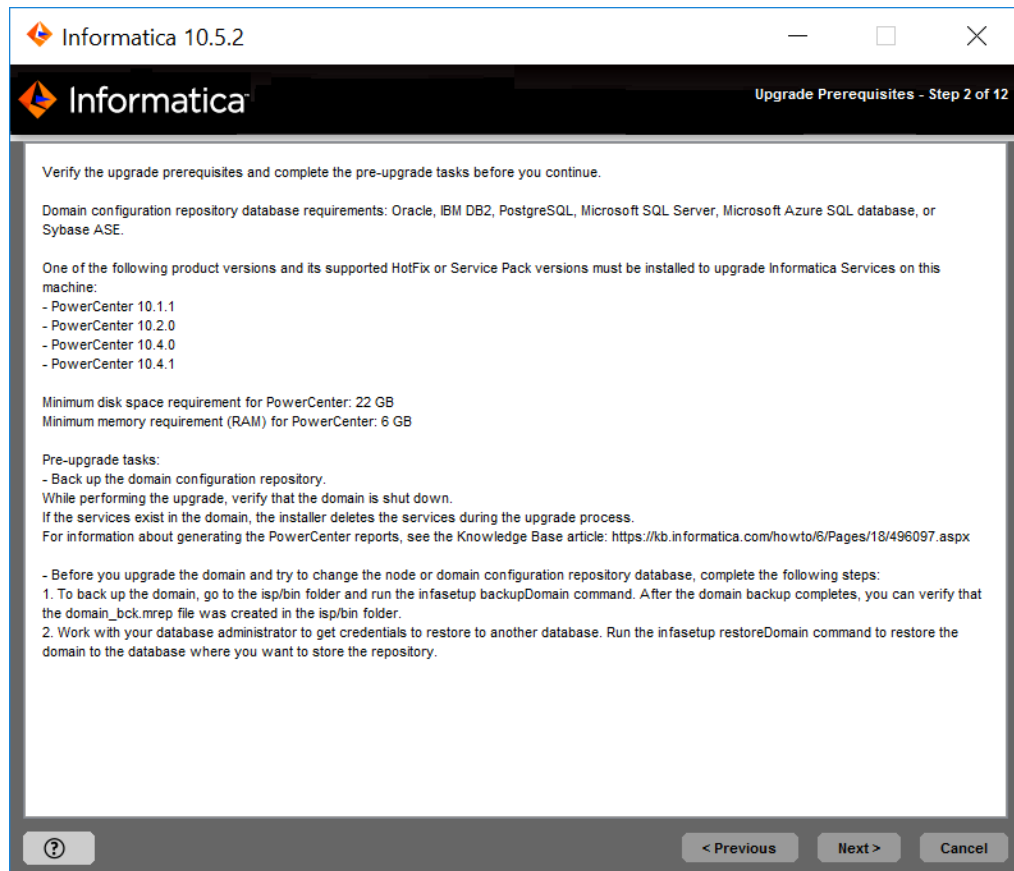 Informatica 10.5.2
Informatica
Upgrade Prerequisites - Step 2 of 12
Verify the upgrade prerequisites and complete the pre-upgrade tasks before you continue.
Domain configuration repository database requirements: Oracle, IBM DB2, PostgreSQL, Microsoft SQL Server, Microsoft Azure SQL database, or
Sybase ASE.
One of the following product versions and its supported HotFix or Service Pack versions must be installed to upgrade Informatica Services on this
machine:
- PowerCenter 10.1.1
- PowerCenter 10.2.0
- PowerCenter 10.4.0
- PowerCenter 10.4.1
Minimum disk space requirement for PowerCenter: 22 GB
Minimum memory requirement (RAM) for PowerCenter: 6 GB
Pre-upgrade tasks:
- Back up the domain configuration repository.
While performing the upgrade, verify that the domain is shut down.
If the services exist in the domain, the installer deletes the services during the upgrade process.
For information about generating the PowerCenter reports, see the Knowledge Base article: https://kb.informatica.com/howto/6/Pages/18/496097.aspx
- Before you upgrade the domain and try to change the node or domain configuration repository database, complete the following steps:
1. To back up the domain, go to the isp/bin folder and run the infasetup backupDomain command. After the domain backup completes, you can verify that
the domain_bck.mrep file was created in the isp/bin folder.
2. Work with your database administrator to get credentials to restore to another database. Run the infasetup restoreDomain command to restore the
domain to the database where you want to store the repository.
?
< Previous
Next >
Cancel